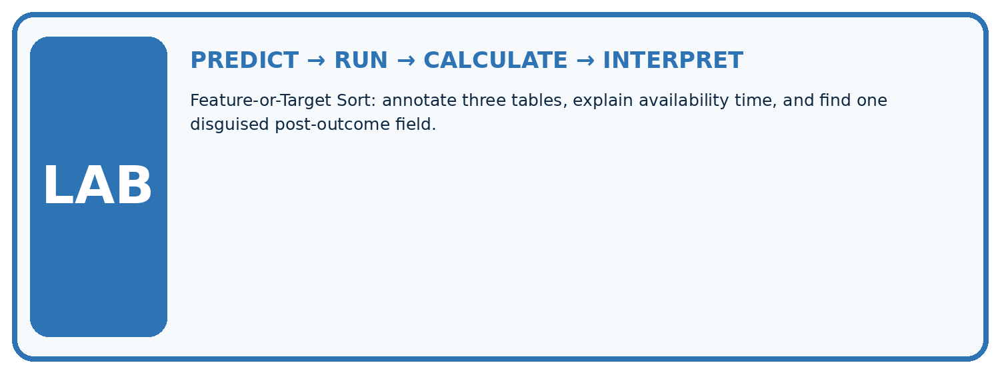 LAB
PREDICT → RUN → CALCULATE → INTERPRET
Feature-or-Target Sort: annotate three tables, explain availability time, and find one
disguised post-outcome field.